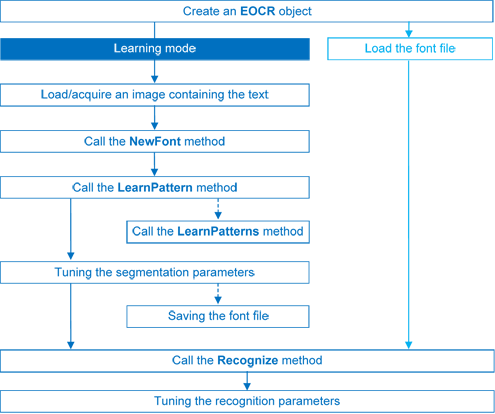 Create an EOCR object
Learning mode
Load the font file
Load/acquire an image containing the text
Call the NewFont method
Call the LearnPattern method
Call the LearnPatterns method
Tuning the segmentation parameters
Saving the font file
Call the Recognize method
Tuning the recognition parameters